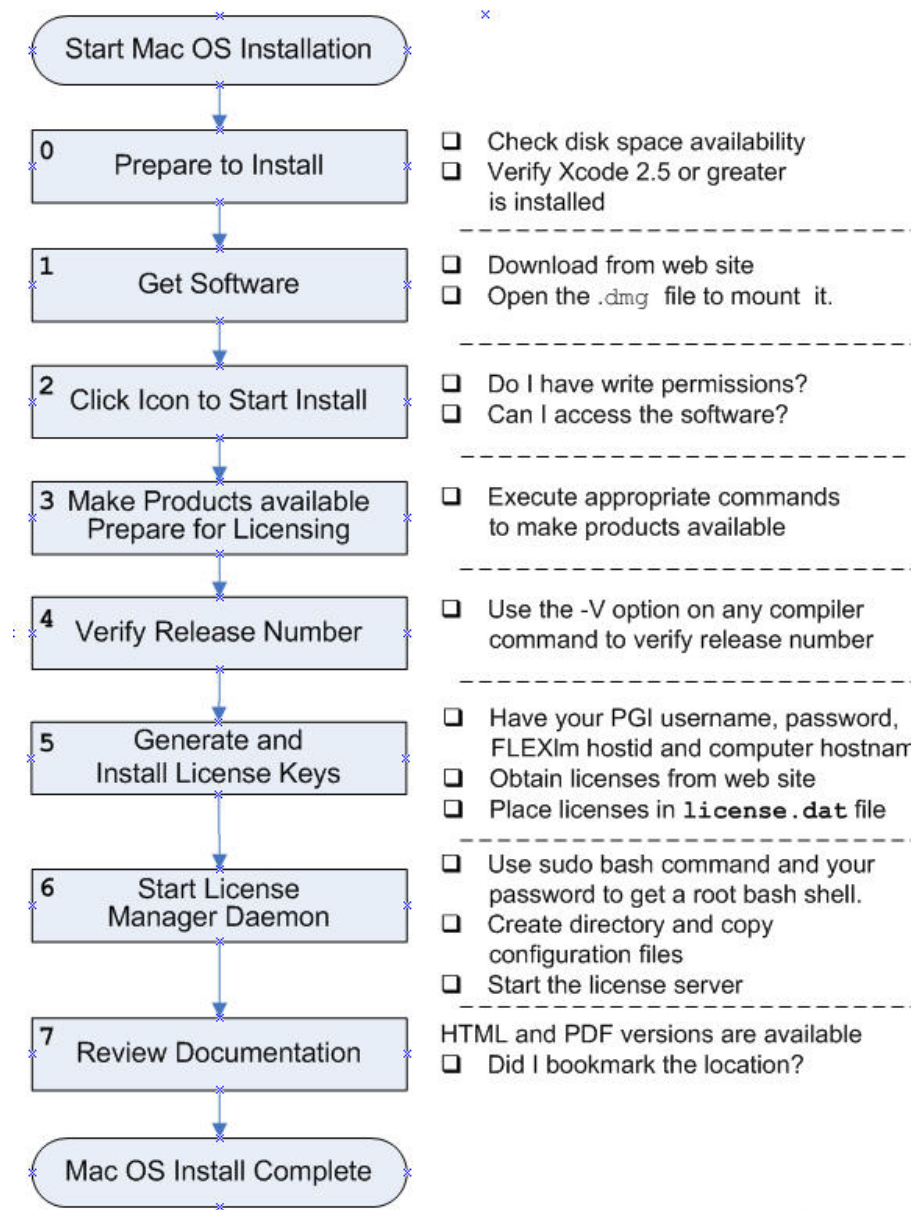 Start Mac OS Installation
0
Prepare to Install
❑ Check disk space availability
❑ Verify Xcode 2.5 or greater
is installed
1
Get Software
❑ Download from web site
❑ Open the .dmg file to mount it.
2
Click Icon to Start Install
❑ Do I have write permissions?
❑ Can I access the software?
3
Make Products available
Prepare for Licensing
❑ Execute appropriate commands
to make products available
4
Verify Release Number
❑ Use the -V option on any compiler
command to verify release number
5
Generate and
Install License Keys
❑ Have your PGI username, password,
FLEXlm hostid and computer hostnam
❑ Obtain licenses from web site
❑ Place licenses in license.dat file
6
Start License
Manager Daemon
❑ Use sudo bash command and your
password to get a root bash shell.
❑ Create directory and copy
configuration files
❑ Start the license server
7
Review Documentation
HTML and PDF versions are available
❑ Did I bookmark the location?
Mac OS Install Complete